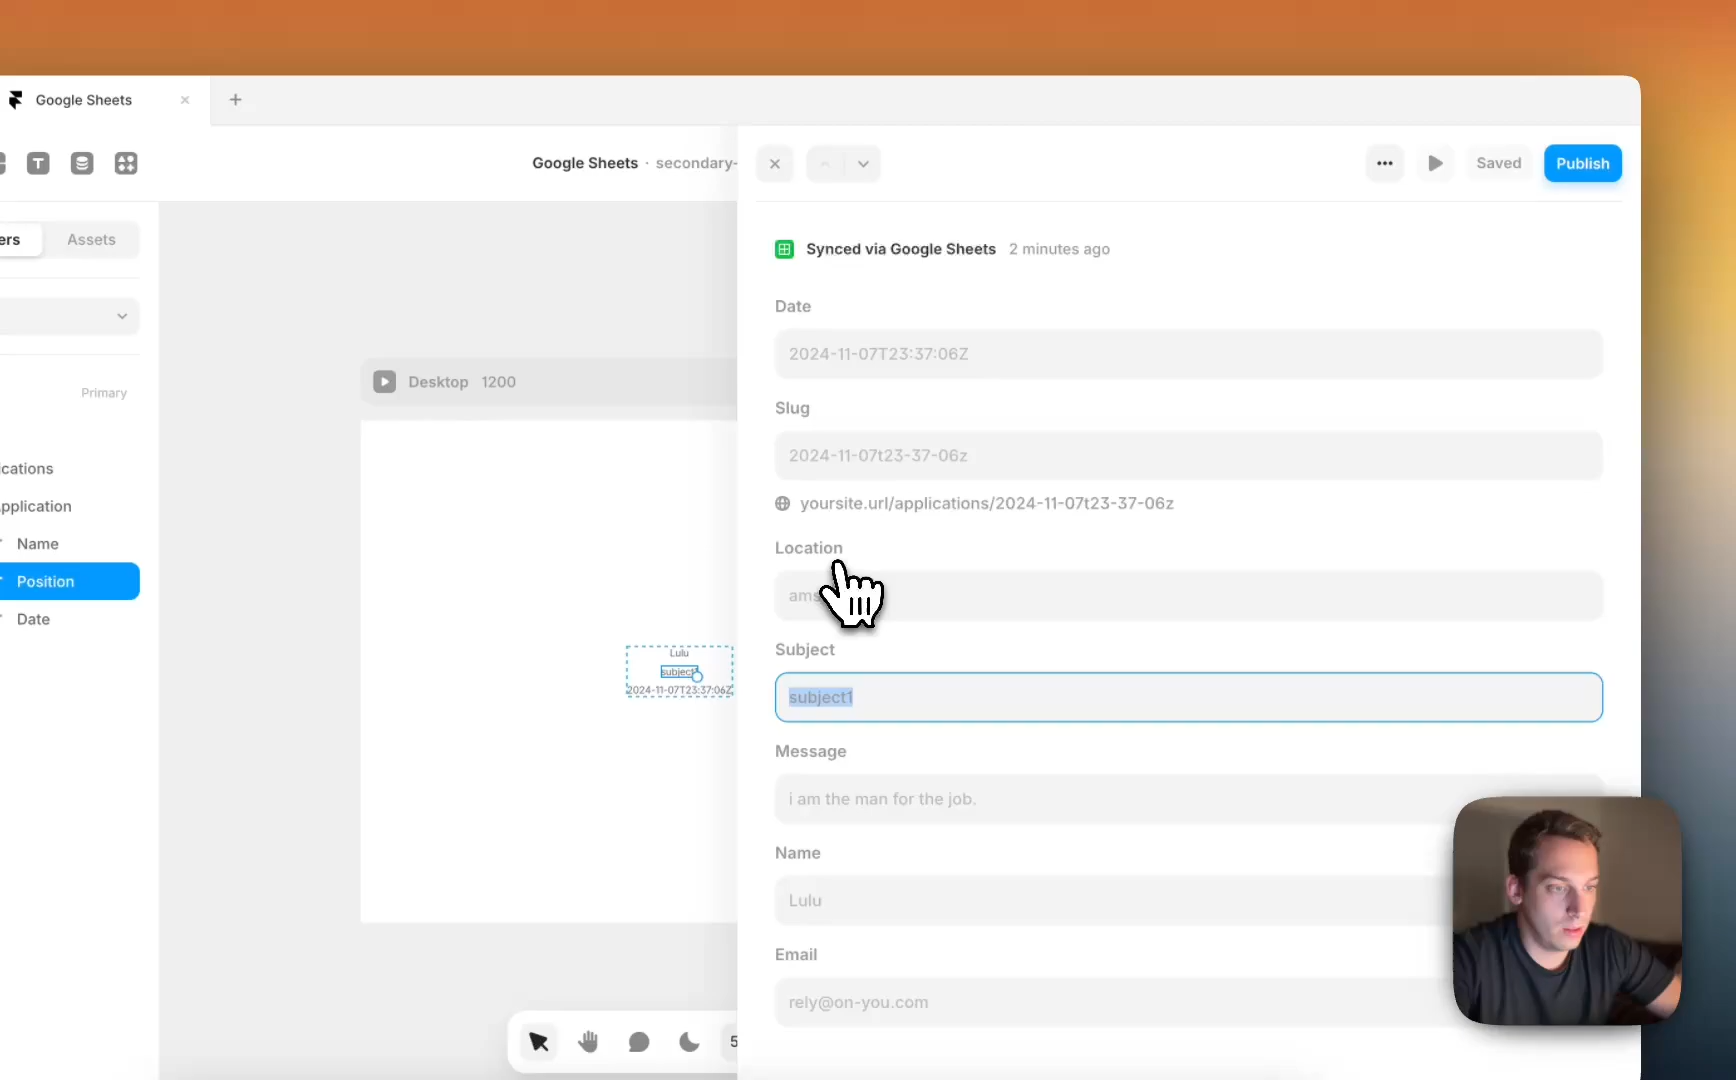 Google Sheets
Google Sheets · secondary-
Saved
Publish
Assets
Primary
Name
Position
Date
Desktop 1200
Lulu
subject1
2024-11-07T23:37:06Z
Synced via Google Sheets 2 minutes ago
Date
2024-11-07T23:37:06Z
Slug
2024-11-07t23-37-06z
yoursite.url/applications/2024-11-07t23-37-06z
Location
Subject
subject1
Message
i am the man for the job.
Name
Lulu
Email
rely@on-you.com